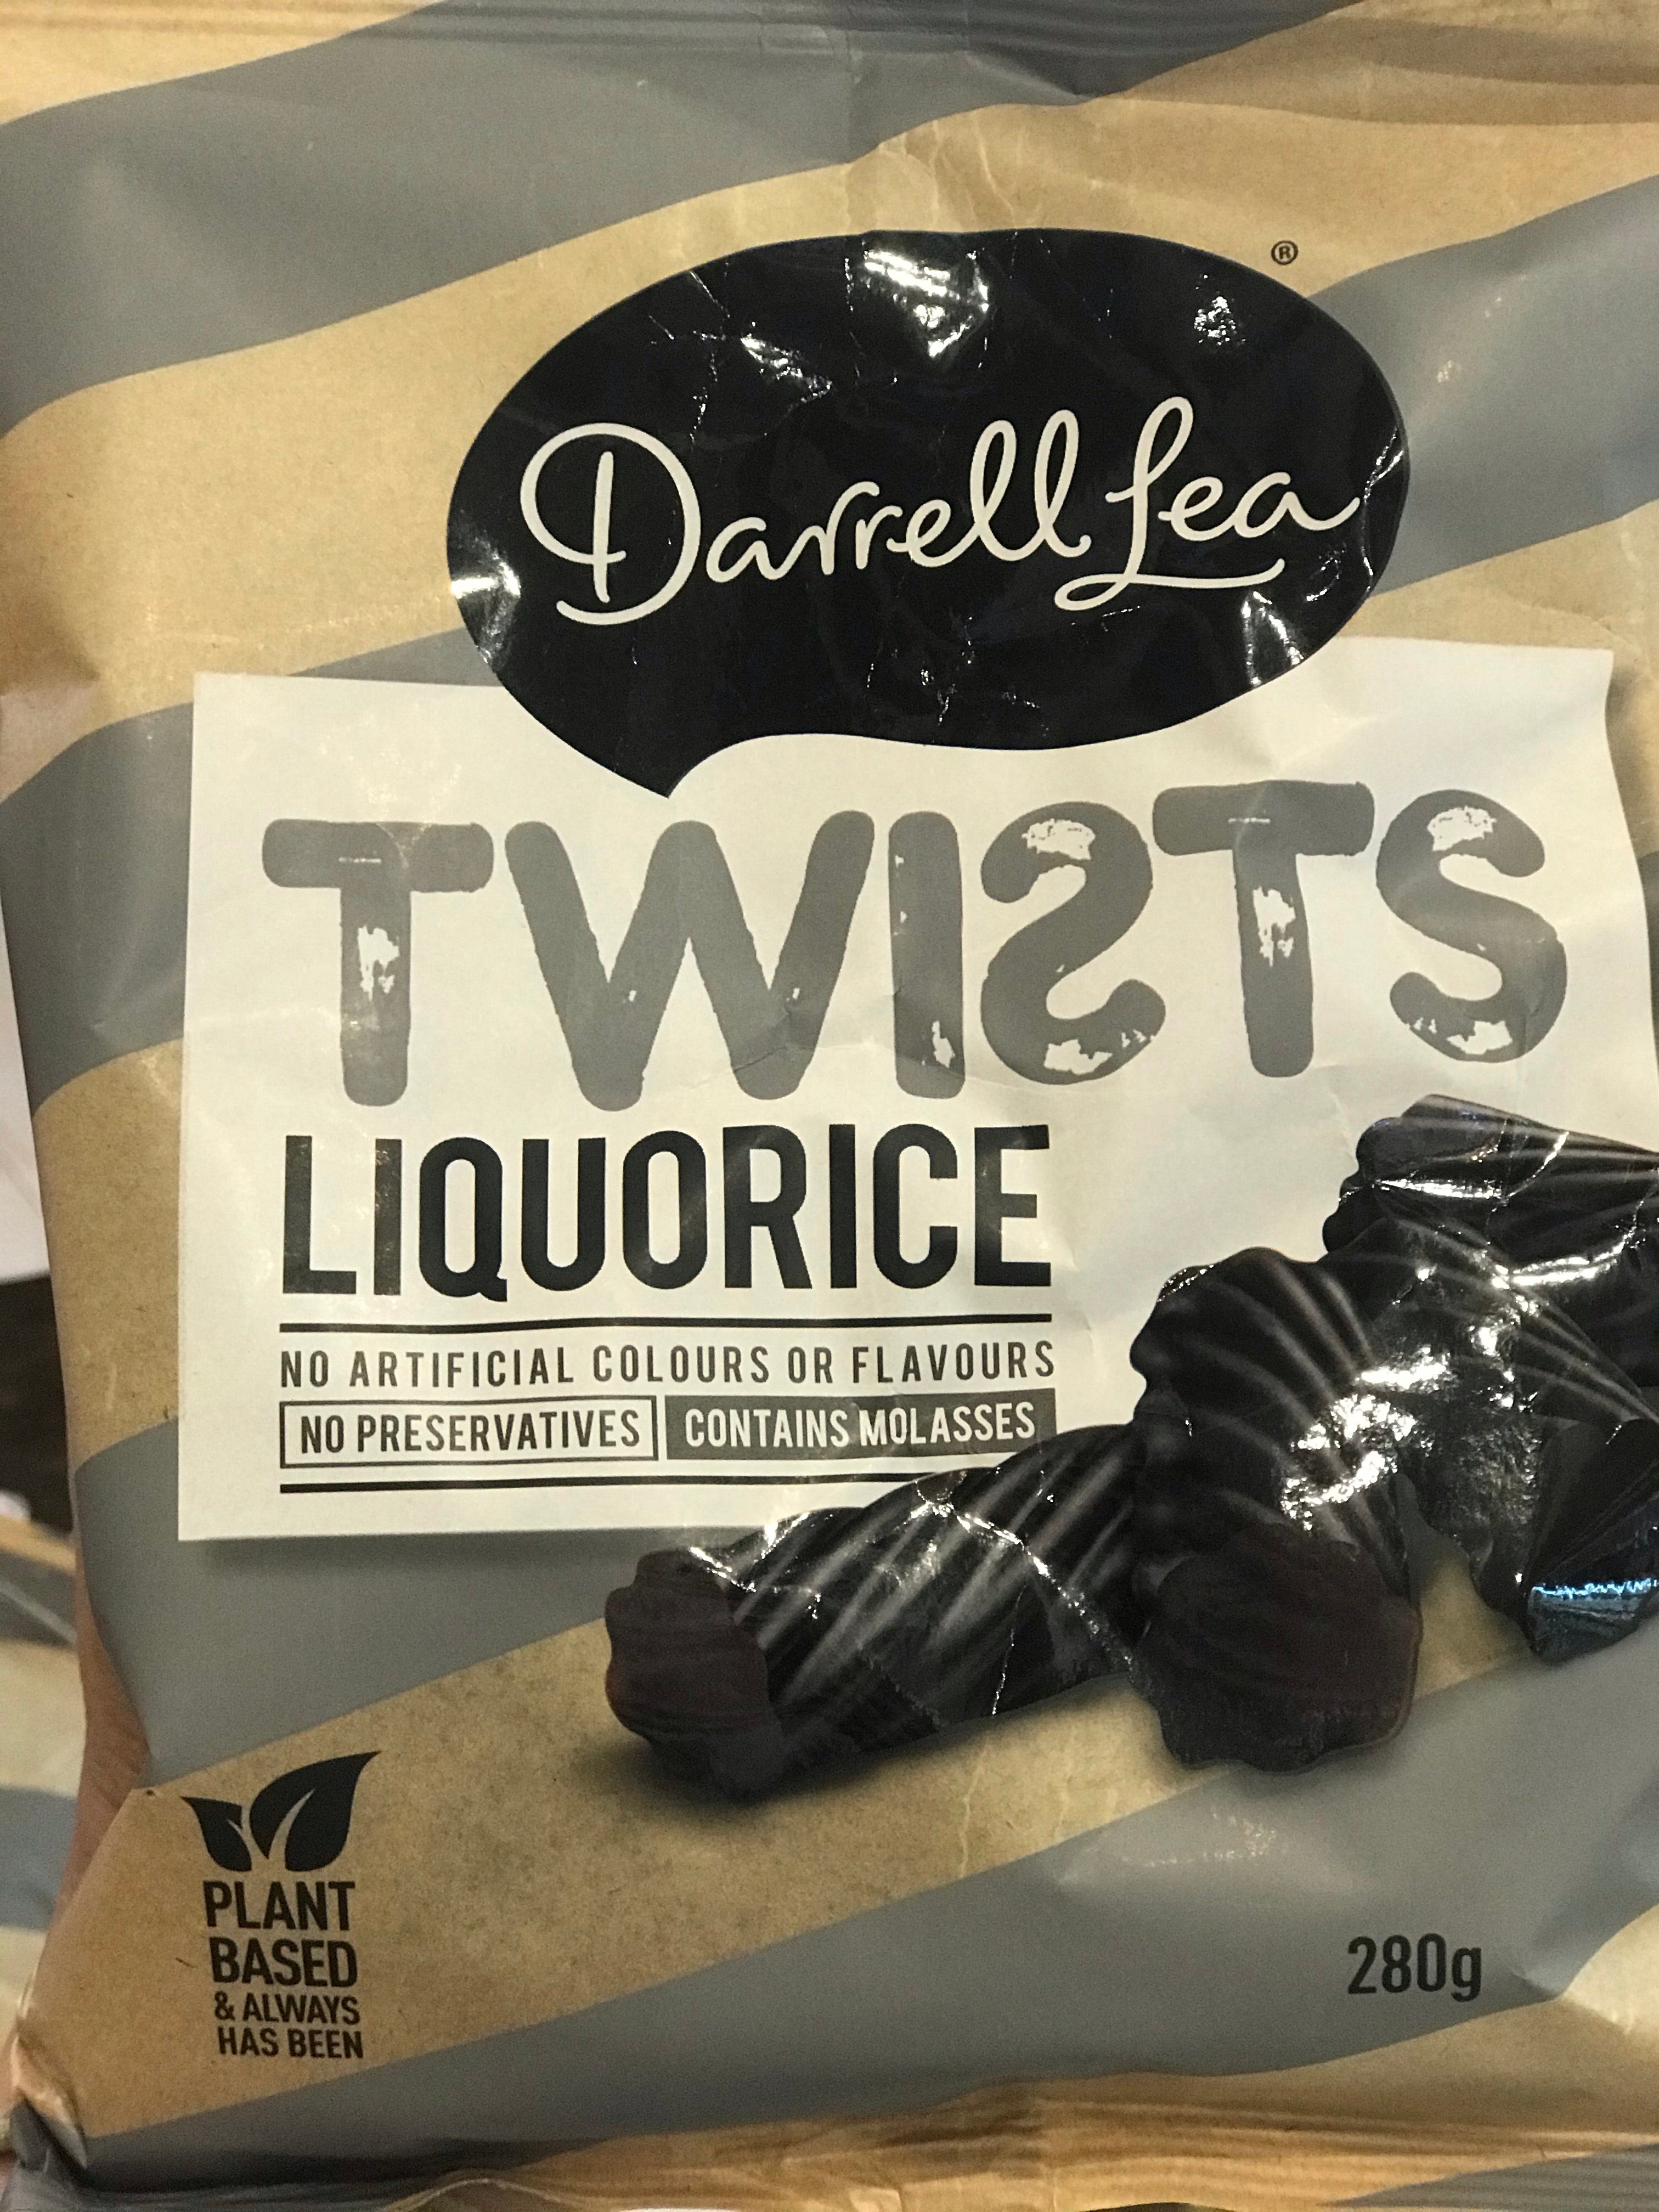 Darrell Lea®
TWISTS
LIQUORICE
NO ARTIFICIAL COLOURS OR FLAVOURS
NO PRESERVATIVES CONTAINS MOLASSES
PLANT
BASED
& ALWAYS
HAS BEEN
280g